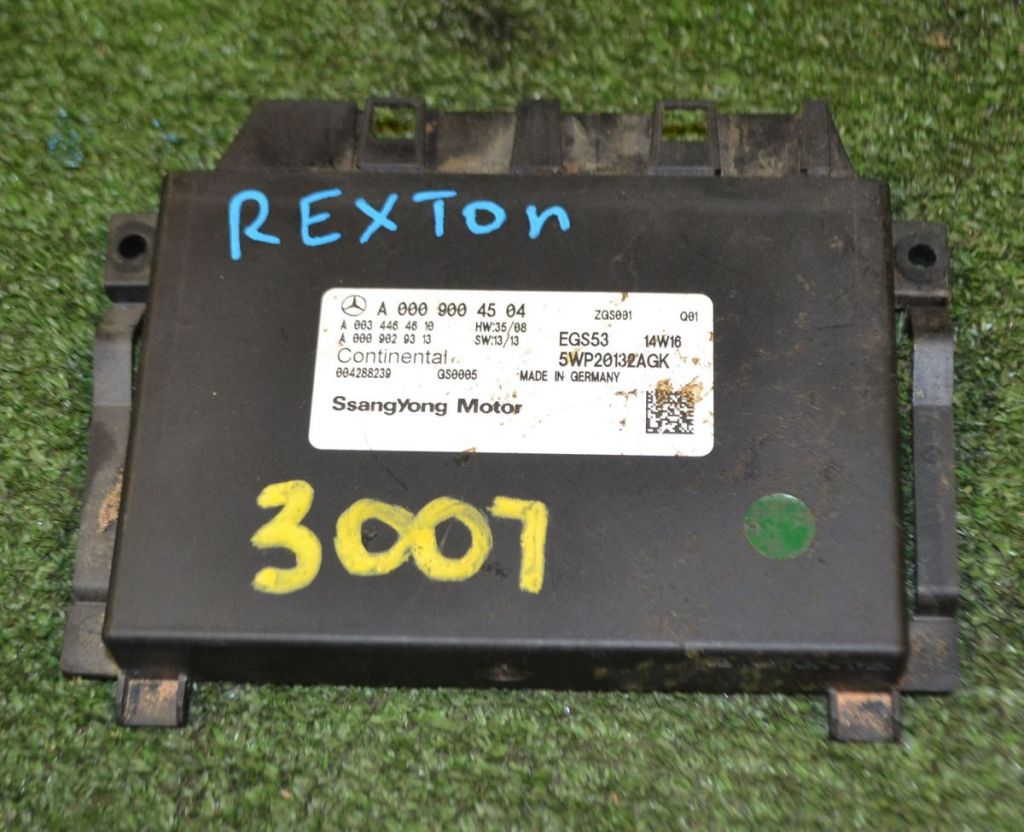 REXTOn
A 000 900 45 04 ZGS001 Q01
A 003 446 46 10 HW:35/08
A 000 902 93 13 SW:13/13 EGS53 14W16
Continental 5WP20132AGK
004288239 GS0005 MADE IN GERMANY
SsangYong Motor
3007